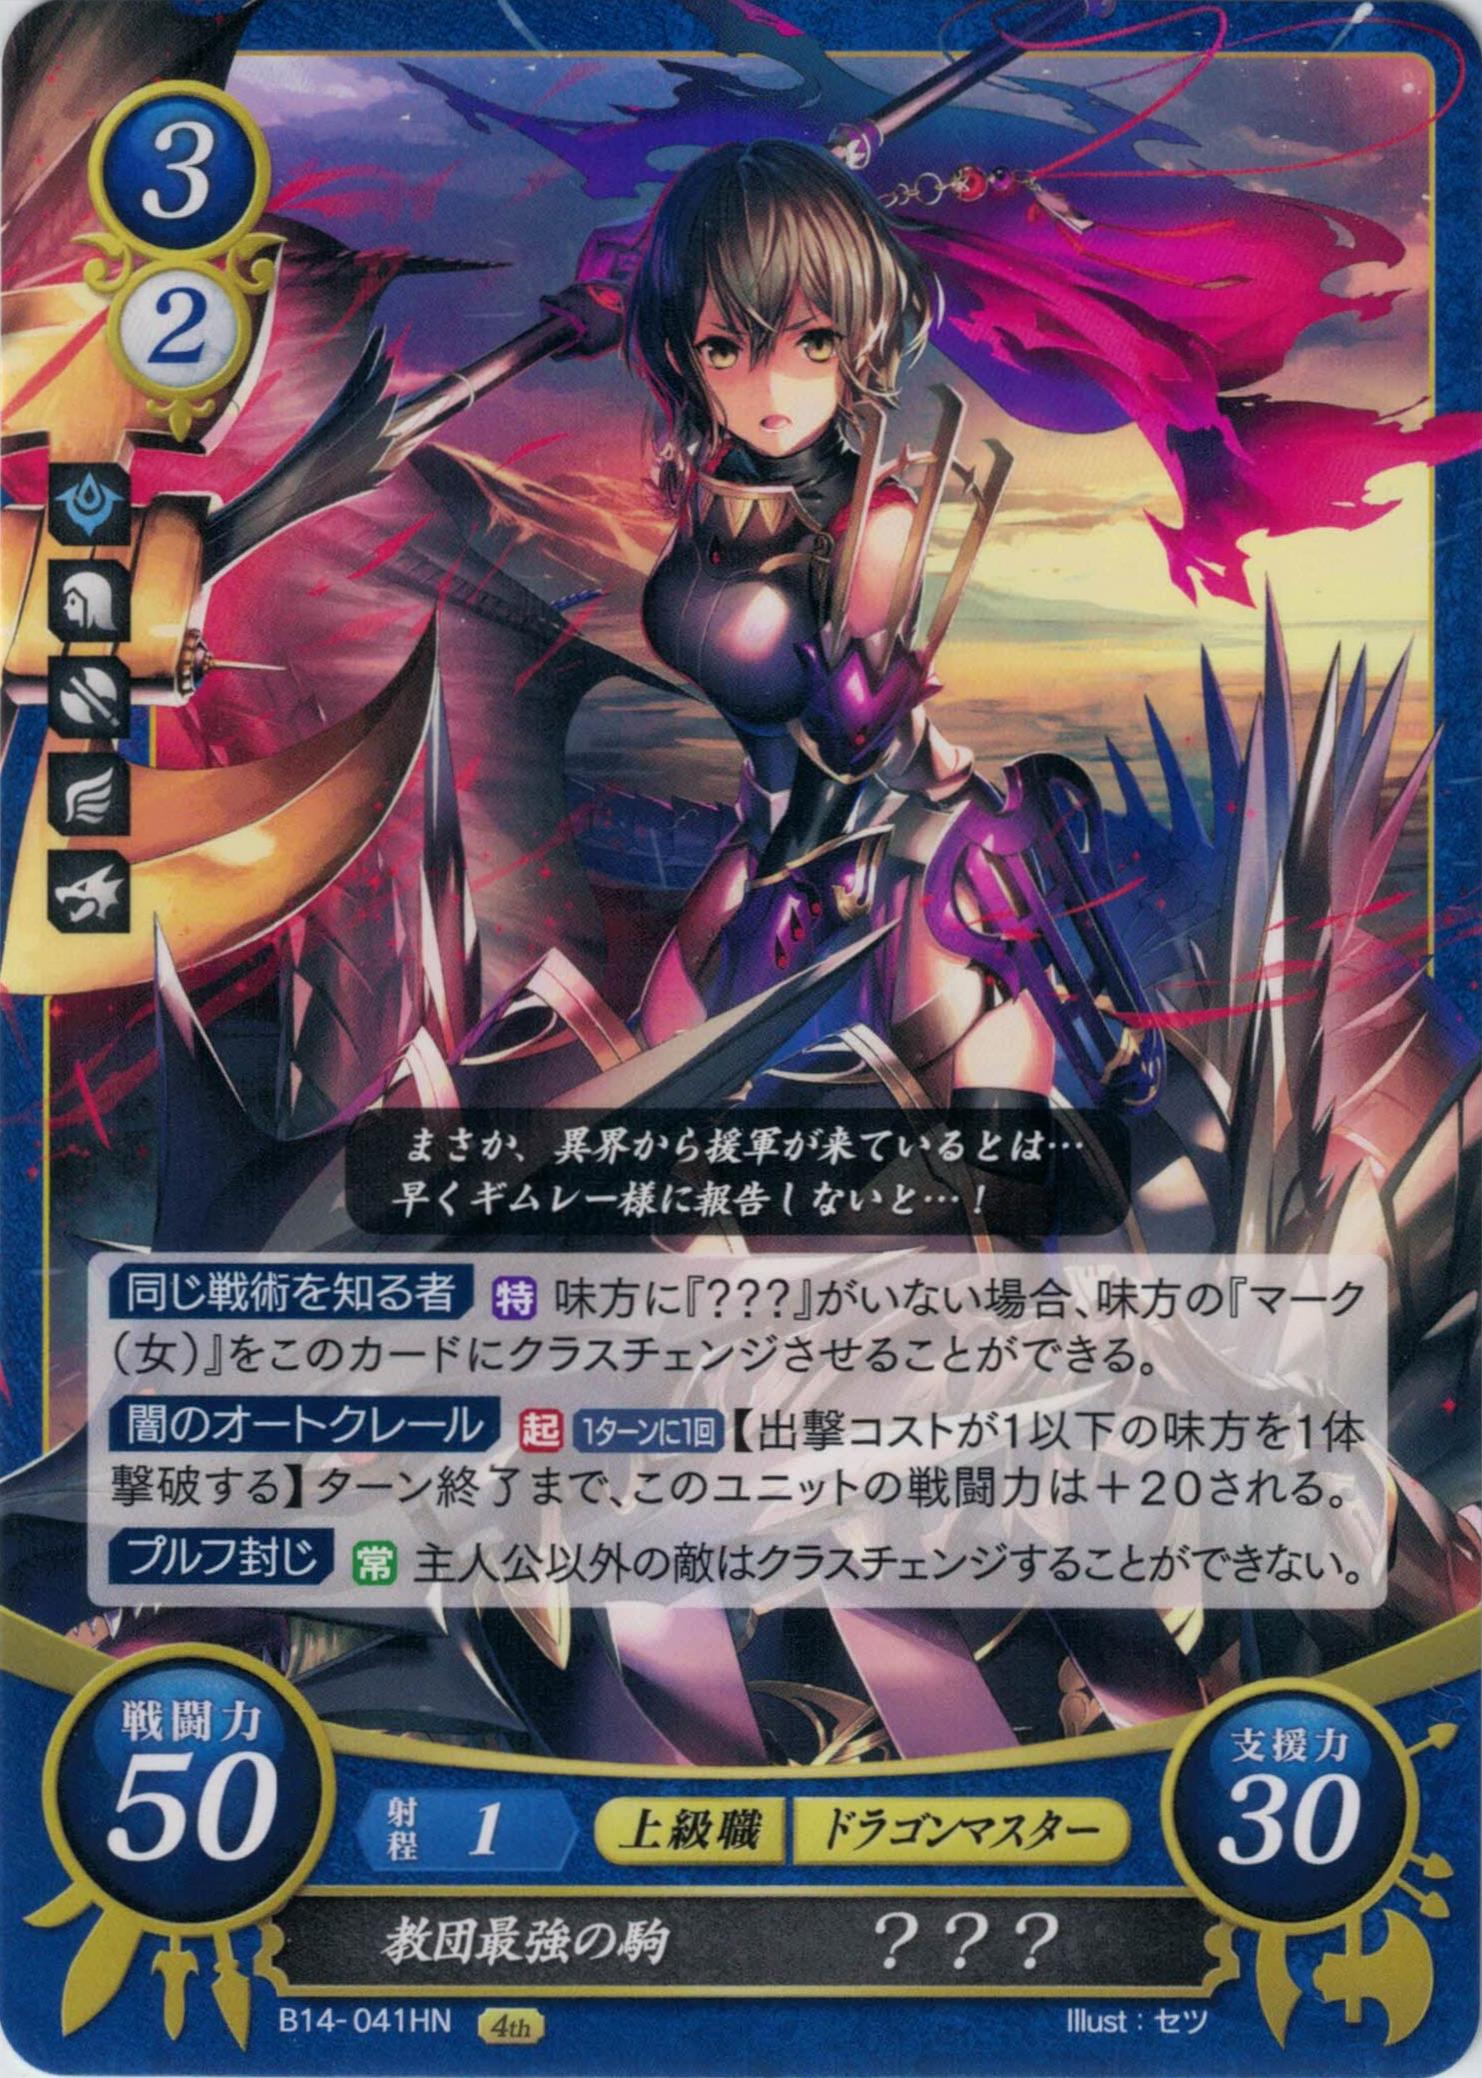 3
2
まさか、異界から援軍が来ているとは…
早くギムレー様に報告しないと…！
同じ戦術を知る者 特 味方に『???』がいない場合、味方の『マーク
（女）』をこのカードにクラスチェンジさせることができる。
闇のオートクレール 起 1ターンに1回【出撃コストが1以下の味方を1体
撃破する】ターン終了まで、このユニットの戦闘力は＋20される。
プルフ封じ 常 主人公以外の敵はクラスチェンジすることができない。
戦闘力
50
射程 1
上級職 ドラゴンマスター
支援力
30
教団最強の駒 ？？？
B14-041HN 4th
Illust：セツ